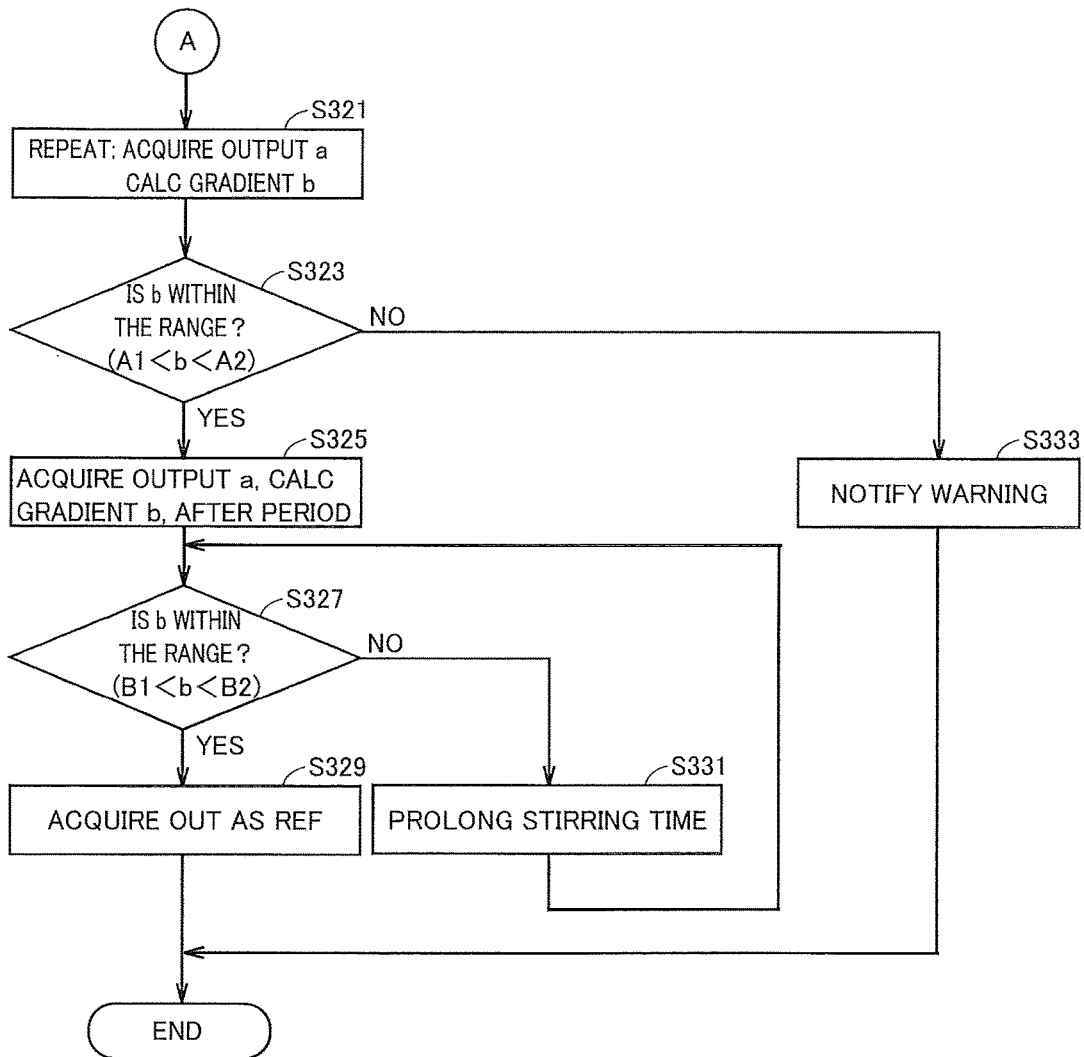 A
S321
REPEAT: ACQUIRE OUTPUT a
CALC GRADIENT b
S323
IS b WITHIN
THE RANGE?
(A1<b<A2)
NO
YES
S325
ACQUIRE OUTPUT a, CALC
GRADIENT b, AFTER PERIOD
S333
NOTIFY WARNING
S327
IS b WITHIN
THE RANGE?
(B1<b<B2)
NO
YES
S329
ACQUIRE OUT AS REF
S331
PROLONG STIRRING TIME
END